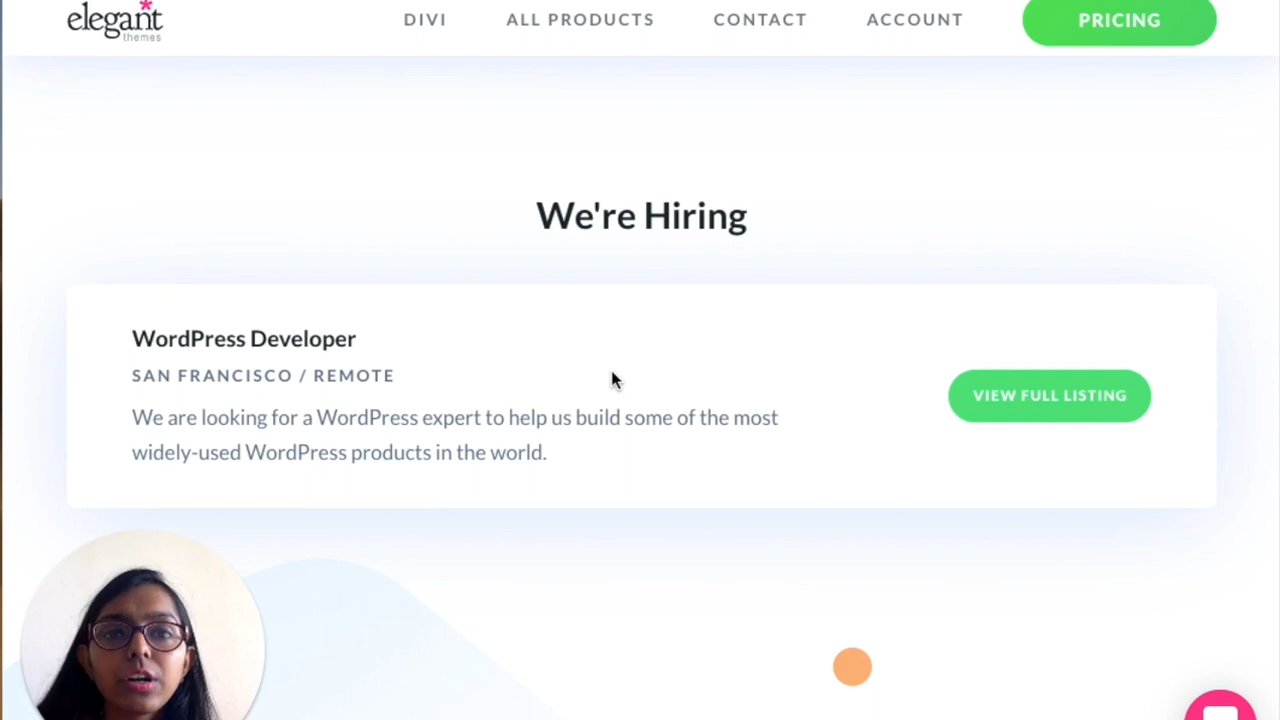 elegant
themes
DIVI
ALL PRODUCTS
CONTACT
ACCOUNT
PRICING
We're Hiring
WordPress Developer
SAN FRANCISCO / REMOTE
We are looking for a WordPress expert to help us build some of the most
widely-used WordPress products in the world.
VIEW FULL LISTING